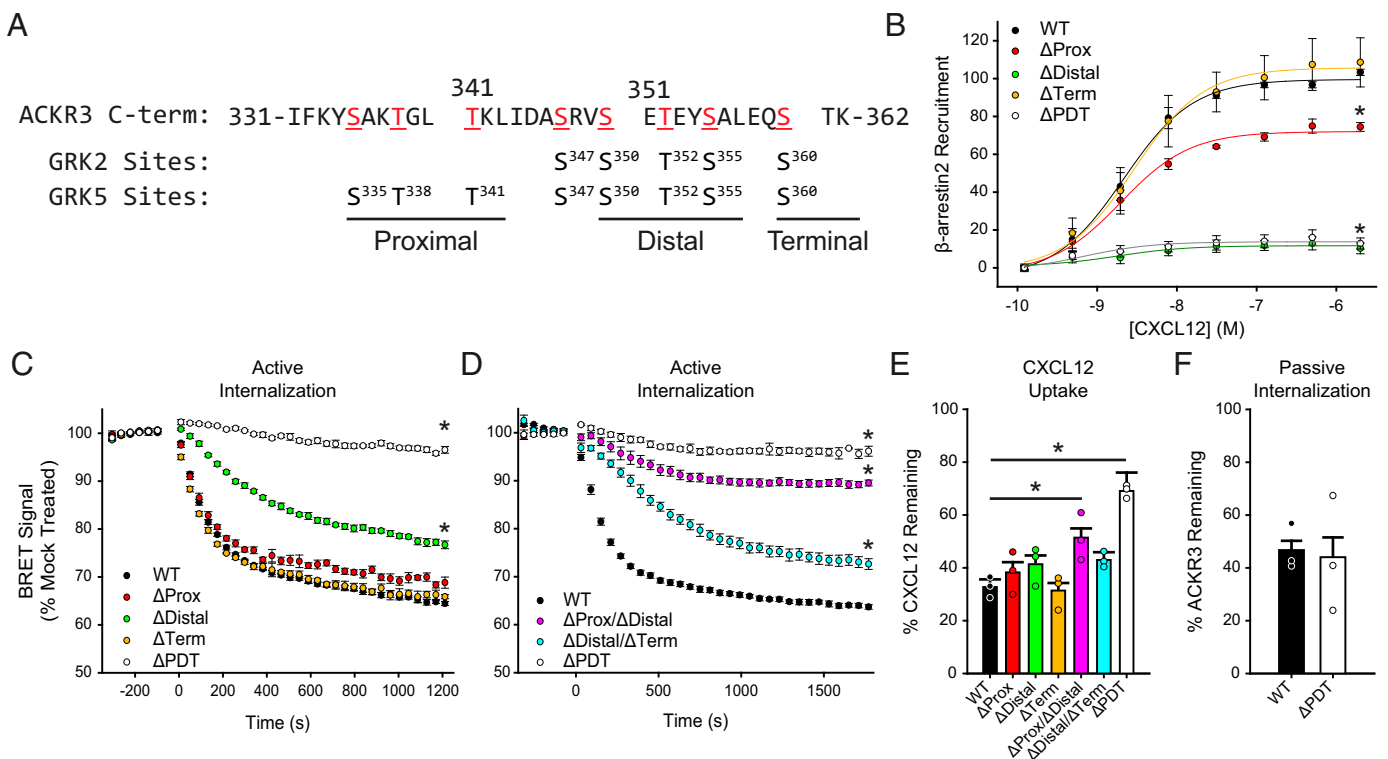 A
341
351
ACKR3 C-term: 331-IFKYSAKTGL TKLIDASRVS ETEYSALEQS TK-362
GRK2 Sites: S³⁴⁷ S³⁵⁰ T³⁵² S³⁵⁵ S³⁶⁰
GRK5 Sites: S³³⁵ T³³⁸ T³⁴¹ S³⁴⁷ S³⁵⁰ T³⁵² S³⁵⁵ S³⁶⁰
Proximal Distal Terminal
B
β-arrestin2 Recruitment
120
100
80
60
40
20
0
WT
ΔProx
ΔDistal
ΔTerm
ΔPDT
*
*
-10 -9 -8 -7 -6
[CXCL12] (M)
C
Active
Internalization
BRET Signal
(% Mock Treated)
100
90
80
70
60
50
*
*
WT
ΔProx
ΔDistal
ΔTerm
ΔPDT
-200 0 200 400 600 800 1000 1200
Time (s)
D
Active
Internalization
100
90
80
70
60
50
*
*
*
WT
ΔProx/ΔDistal
ΔDistal/ΔTerm
ΔPDT
0 500 1000 1500
Time (s)
E
CXCL12
Uptake
% CXCL12 Remaining
100
80
60
40
20
0
*
*
WT
ΔProx
ΔDistal
ΔTerm
ΔProx/ΔDistal
ΔDistal/ΔTerm
ΔPDT
F
Passive
Internalization
% ACKR3 Remaining
100
80
60
40
20
0
WT
ΔPDT